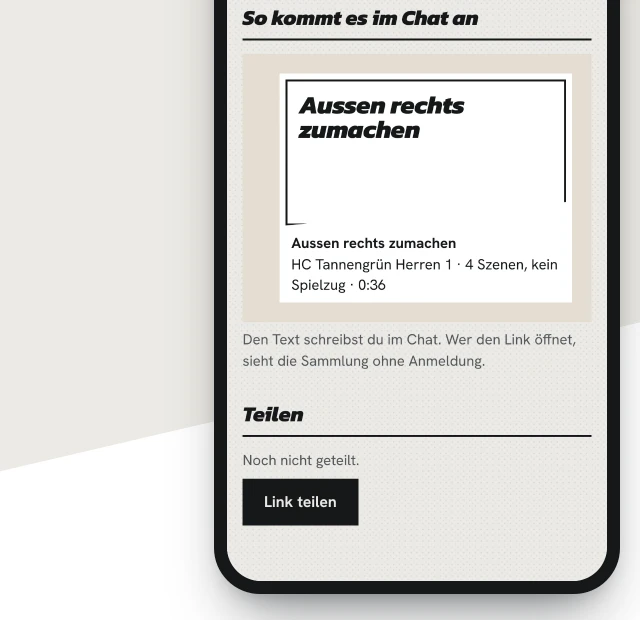 So kommt es im Chat an
Aussen rechts
zumachen
Aussen rechts zumachen
HC Tannengrün Herren 1 · 4 Szenen, kein
Spielzug · 0:36
Den Text schreibst du im Chat. Wer den Link öffnet,
sieht die Sammlung ohne Anmeldung.
Teilen
Noch nicht geteilt.
Link teilen